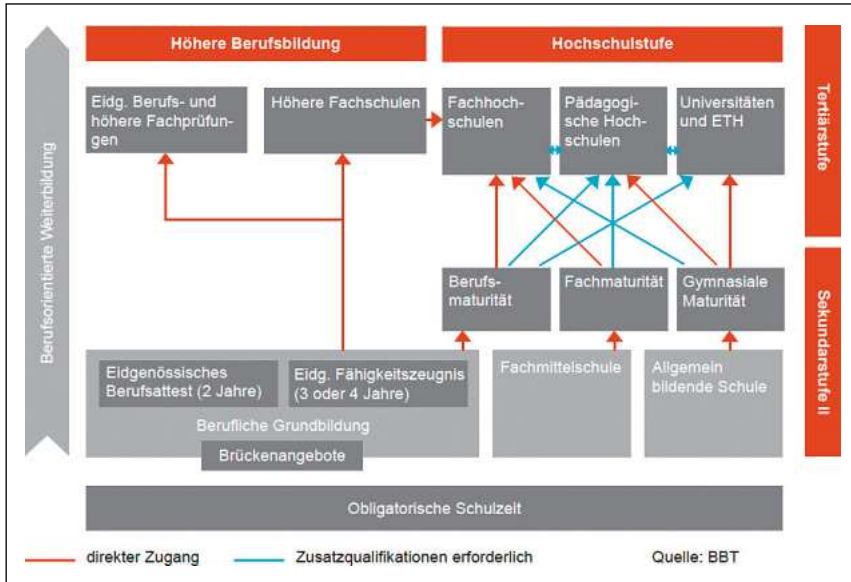 Höhere Berufsbildung
Hochschulstufe
Tertiärstufe
Sekundarstufe II
Berufsorientierte Weiterbildung
Eidg. Berufs- und
höhere Fachprüfun-
gen
Höhere Fachschulen
Fachhoch-
schulen
Pädagogi-
sche Hoch-
schulen
Universitäten
und ETH
Berufs-
maturität
Fachmaturität
Gymnasiale
Maturität
Eidgenössisches
Berufsattest (2 Jahre)
Eidg. Fähigkeitszeugnis
(3 oder 4 Jahre)
Berufliche Grundbildung
Brückenangebote
Fachmittelschule
Allgemein
bildende Schule
Obligatorische Schulzeit
direkter Zugang
Zusatzqualifikationen erforderlich
Quelle: BBT